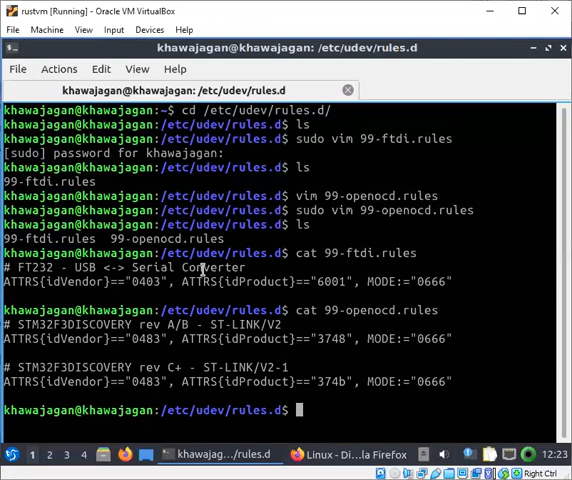 rustvm [Running] - Oracle VM VirtualBox
File Machine View Input Devices Help
khawajagan@khawajagan: /etc/udev/rules.d
File Actions Edit View Help
khawajagan@khawajagan: /etc/udev/rules.d
khawajagan@khawajagan:~$ cd /etc/udev/rules.d/
khawajagan@khawajagan:/etc/udev/rules.d$ ls
khawajagan@khawajagan:/etc/udev/rules.d$ sudo vim 99-ftdi.rules
[sudo] password for khawajagan:
khawajagan@khawajagan:/etc/udev/rules.d$ ls
99-ftdi.rules
khawajagan@khawajagan:/etc/udev/rules.d$ vim 99-openocd.rules
khawajagan@khawajagan:/etc/udev/rules.d$ sudo vim 99-openocd.rules
khawajagan@khawajagan:/etc/udev/rules.d$ ls
99-ftdi.rules 99-openocd.rules
khawajagan@khawajagan:/etc/udev/rules.d$ cat 99-ftdi.rules
# FT232 - USB <-> Serial Converter
ATTRS{idVendor}=="0403", ATTRS{idProduct}=="6001", MODE:="0666"
khawajagan@khawajagan:/etc/udev/rules.d$ cat 99-openocd.rules
# STM32F3DISCOVERY rev A/B - ST-LINK/V2
ATTRS{idVendor}=="0483", ATTRS{idProduct}=="3748", MODE:="0666"
# STM32F3DISCOVERY rev C+ - ST-LINK/V2-1
ATTRS{idVendor}=="0483", ATTRS{idProduct}=="374b", MODE:="0666"
khawajagan@khawajagan:/etc/udev/rules.d$
1 2 3 4 khawajag…/rules.d Linux - Di…la Firefox 12:23
Right Ctrl